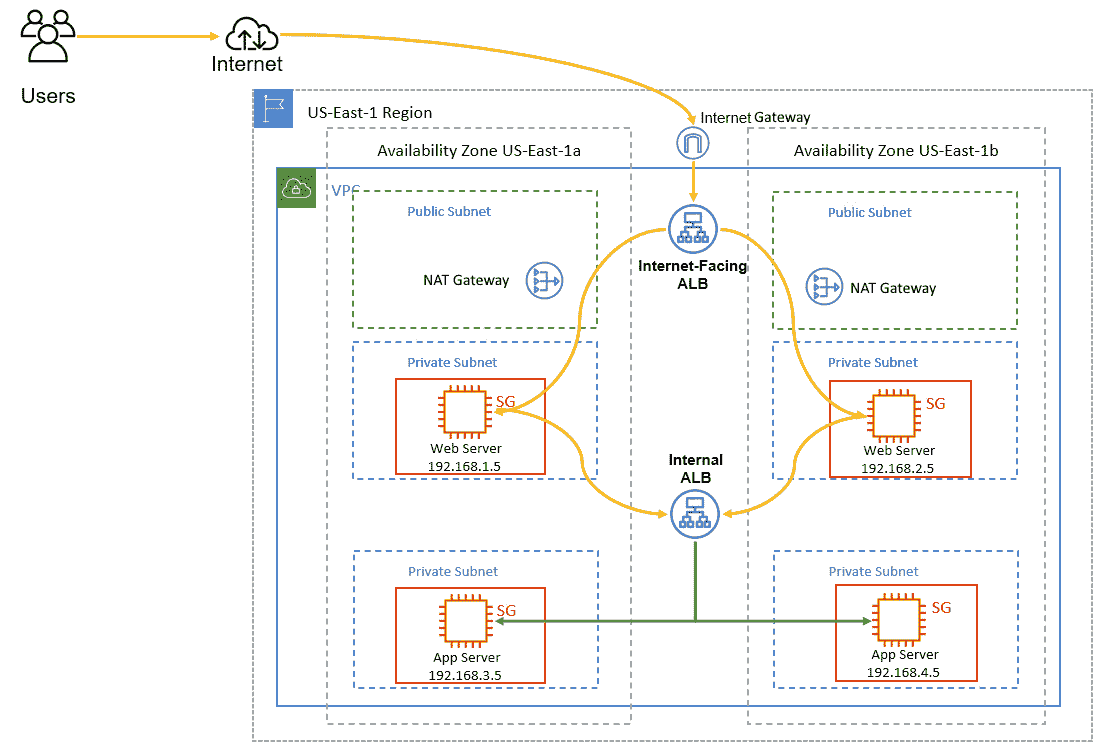 Users
Internet
US-East-1 Region
Internet Gateway
Availability Zone US-East-1a
Availability Zone US-East-1b
VPC
Public Subnet
Public Subnet
Internet-Facing
ALB
NAT Gateway
NAT Gateway
Private Subnet
Private Subnet
SG
SG
Web Server
192.168.1.5
Web Server
192.168.2.5
Internal
ALB
Private Subnet
Private Subnet
SG
SG
App Server
192.168.3.5
App Server
192.168.4.5